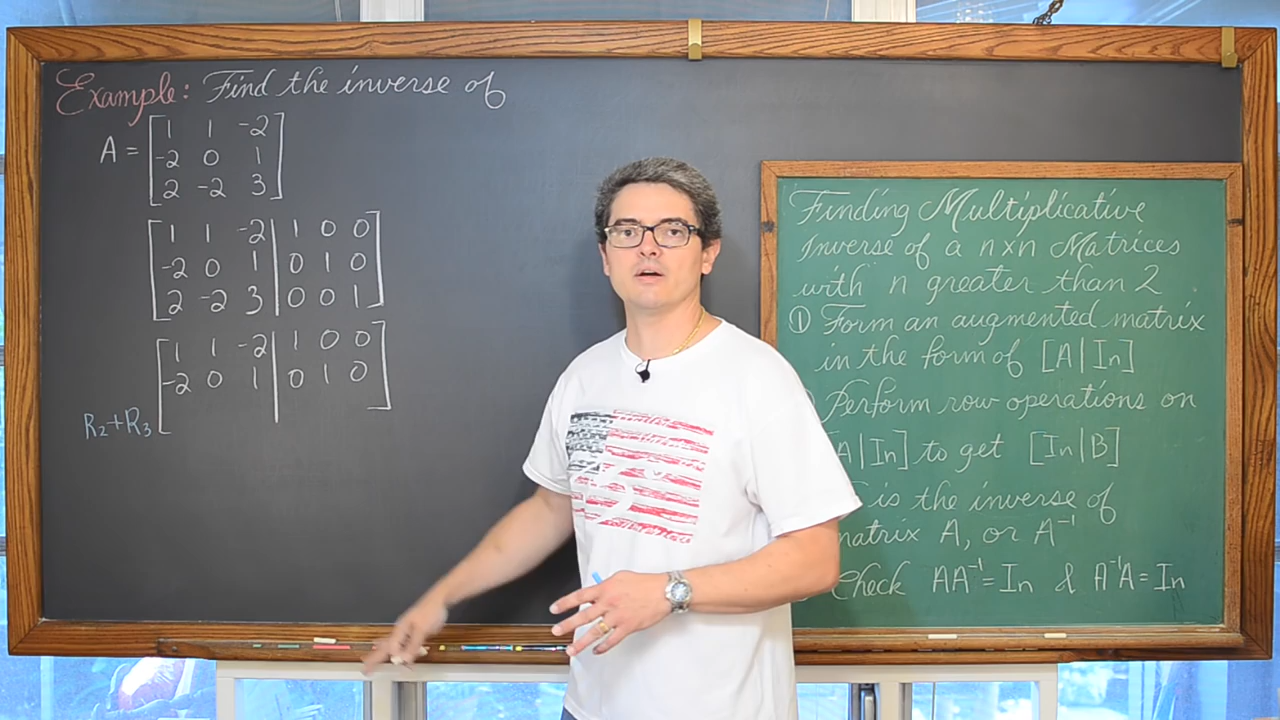 Example: Find the inverse of
A = [1 1 -2
-2 0 1
2 -2 3]
[1 1 -2 | 1 0 0
-2 0 1 | 0 1 0
2 -2 3 | 0 0 1]
[1 1 -2 | 1 0 0
-2 0 1 | 0 1 0
R₂+R₃
Finding Multiplicative
Inverse of a n×n Matrices
with n greater than 2
① Form an augmented matrix
in the form of [A|In]
Perform row operations on
A|In] to get [In|B]
is the inverse of
matrix A, or A⁻¹
Check AA⁻¹=In & A⁻¹A=In